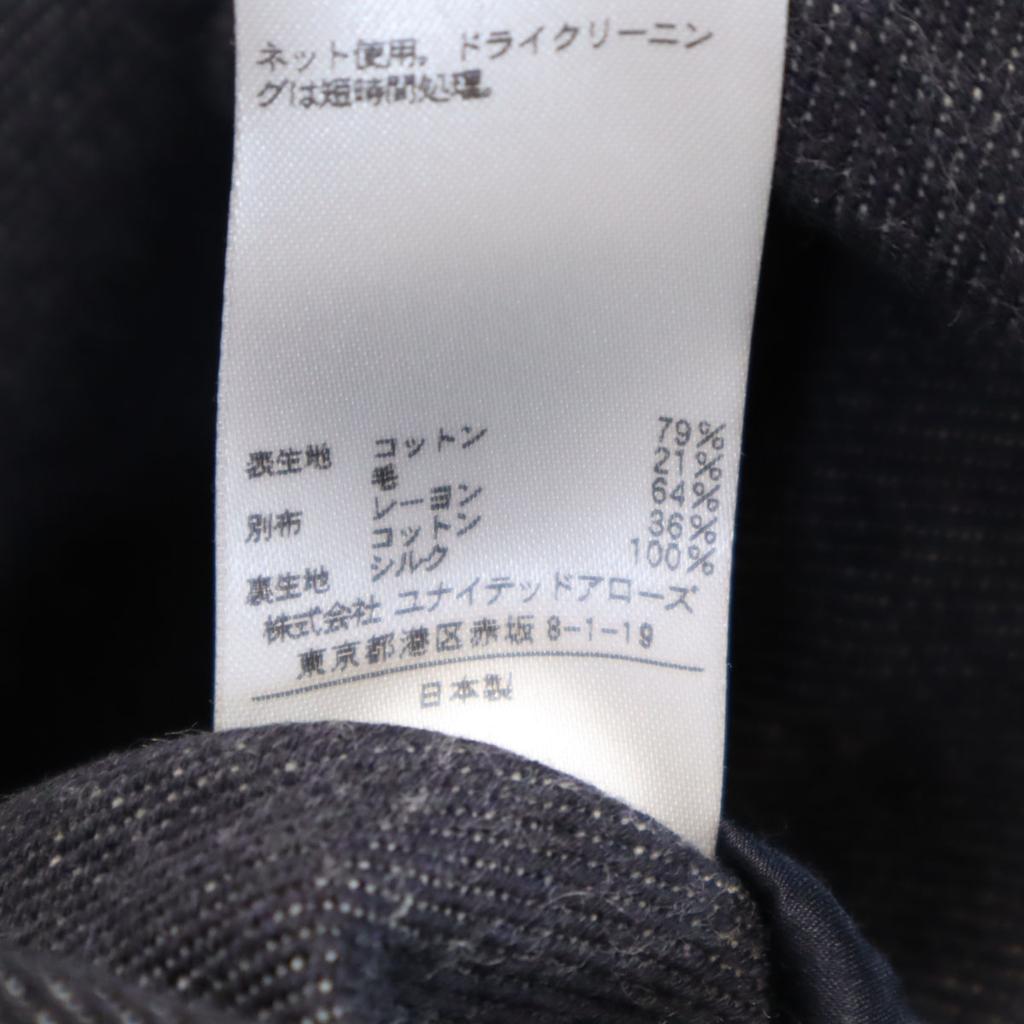 ネット使用。ドライクリーニン
グは短時間処理。
表生地 コットン 79%
毛 21%
別布 レーヨン 64%
コットン 36%
裏生地 シルク 100%
株式会社 ユナイテッドアローズ
東京都港区赤坂 8-1-19
日本製